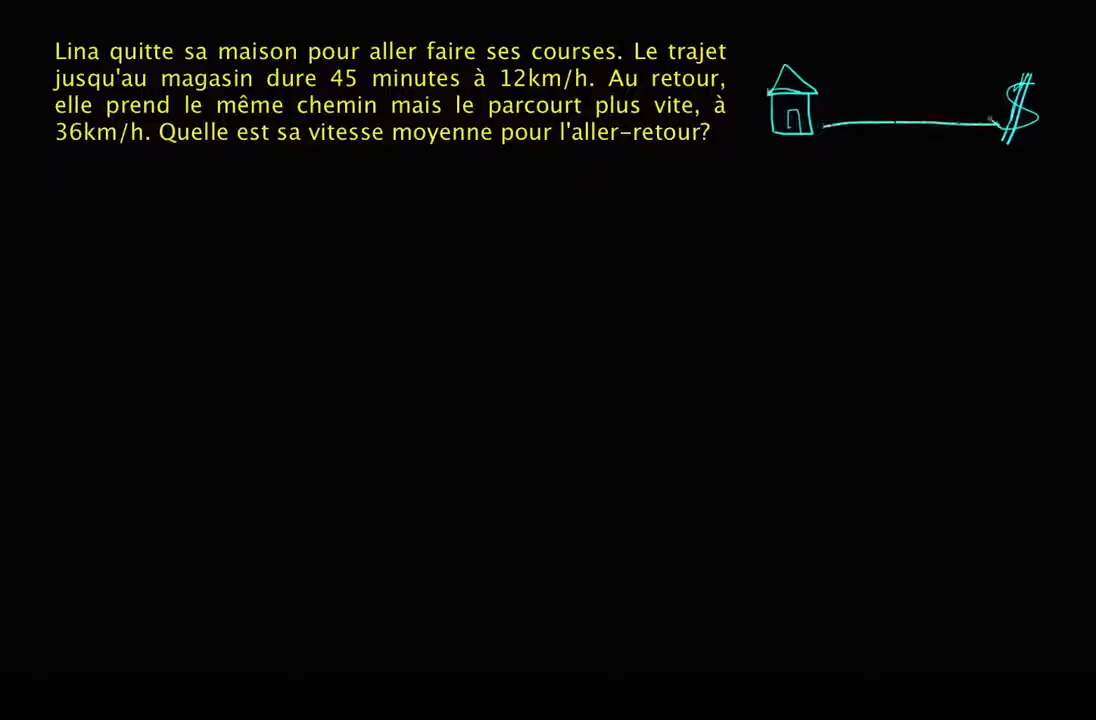 Lina quitte sa maison pour aller faire ses courses. Le trajet
jusqu'au magasin dure 45 minutes à 12km/h. Au retour,
elle prend le même chemin mais le parcourt plus vite, à
36km/h. Quelle est sa vitesse moyenne pour l'aller-retour?
$